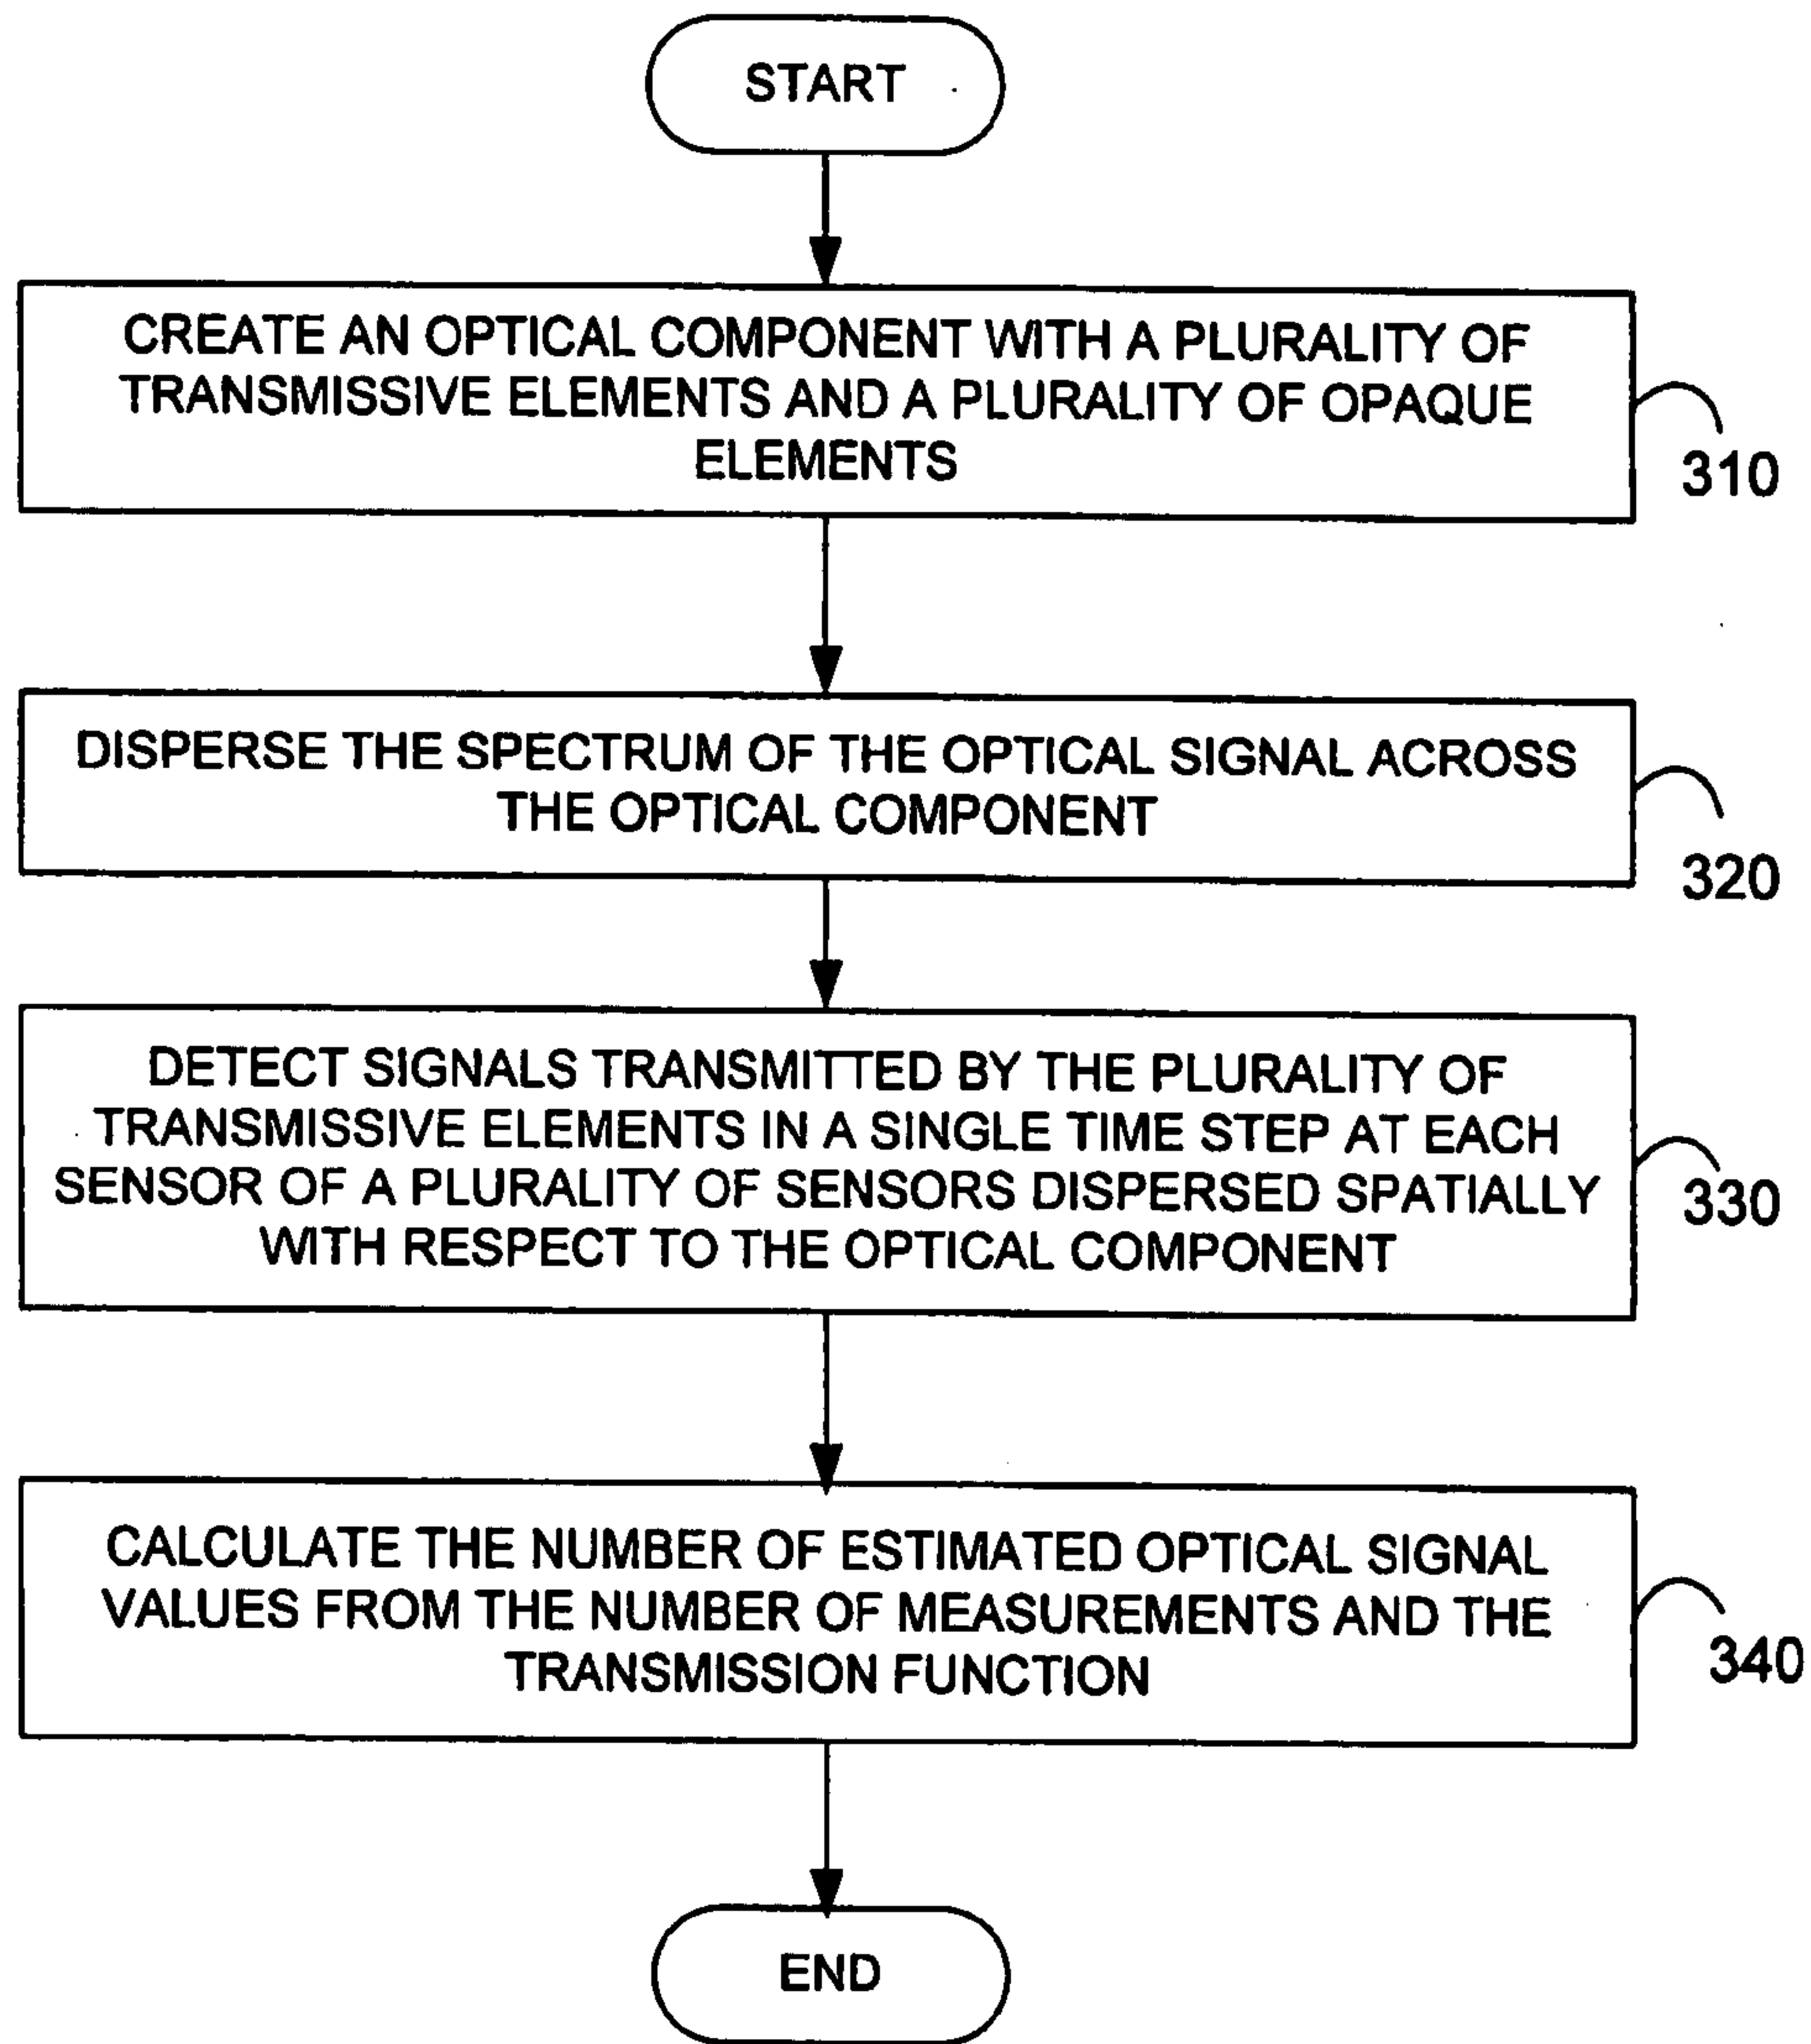 START
CREATE AN OPTICAL COMPONENT WITH A PLURALITY OF
TRANSMISSIVE ELEMENTS AND A PLURALITY OF OPAQUE
ELEMENTS
310
DISPERSE THE SPECTRUM OF THE OPTICAL SIGNAL ACROSS
THE OPTICAL COMPONENT
320
DETECT SIGNALS TRANSMITTED BY THE PLURALITY OF
TRANSMISSIVE ELEMENTS IN A SINGLE TIME STEP AT EACH
SENSOR OF A PLURALITY OF SENSORS DISPERSED SPATIALLY
WITH RESPECT TO THE OPTICAL COMPONENT
330
CALCULATE THE NUMBER OF ESTIMATED OPTICAL SIGNAL
VALUES FROM THE NUMBER OF MEASUREMENTS AND THE
TRANSMISSION FUNCTION
340
END